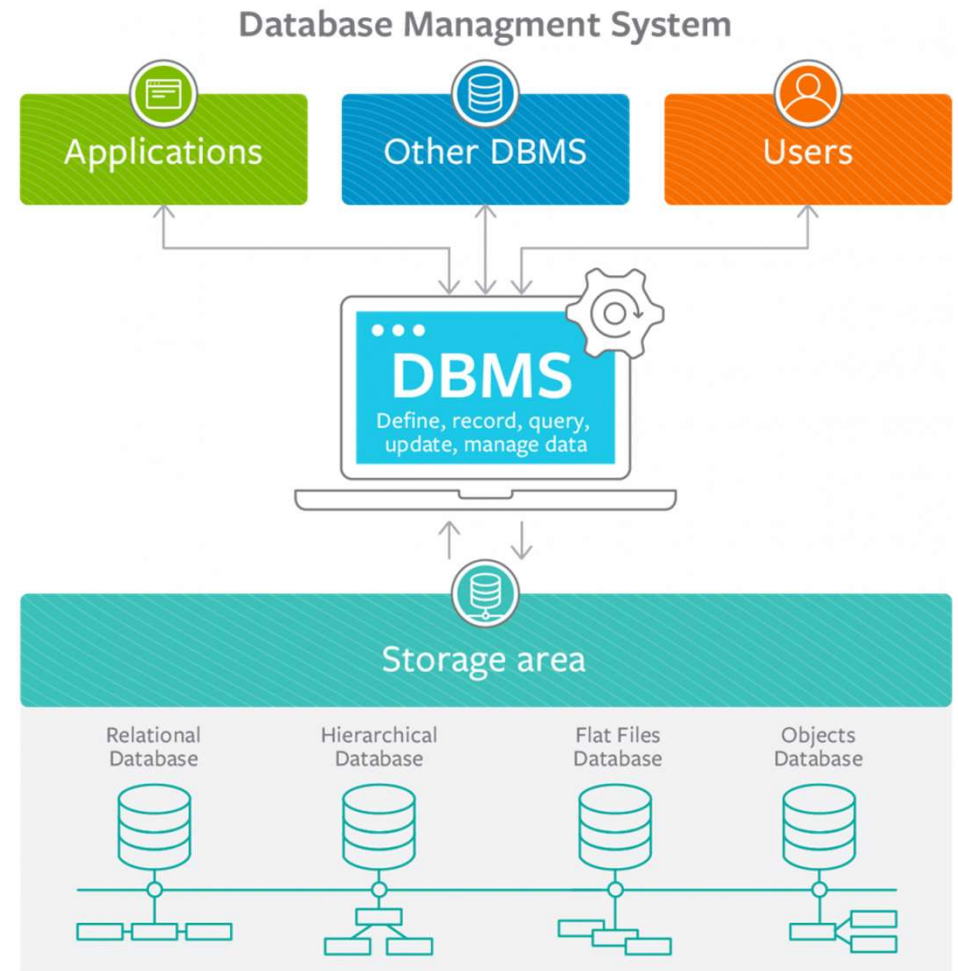 Database Managment System
Applications
Other DBMS
Users
DBMS
Define, record, query,
update, manage data
Storage area
Relational
Database
Hierarchical
Database
Flat Files
Database
Objects
Database